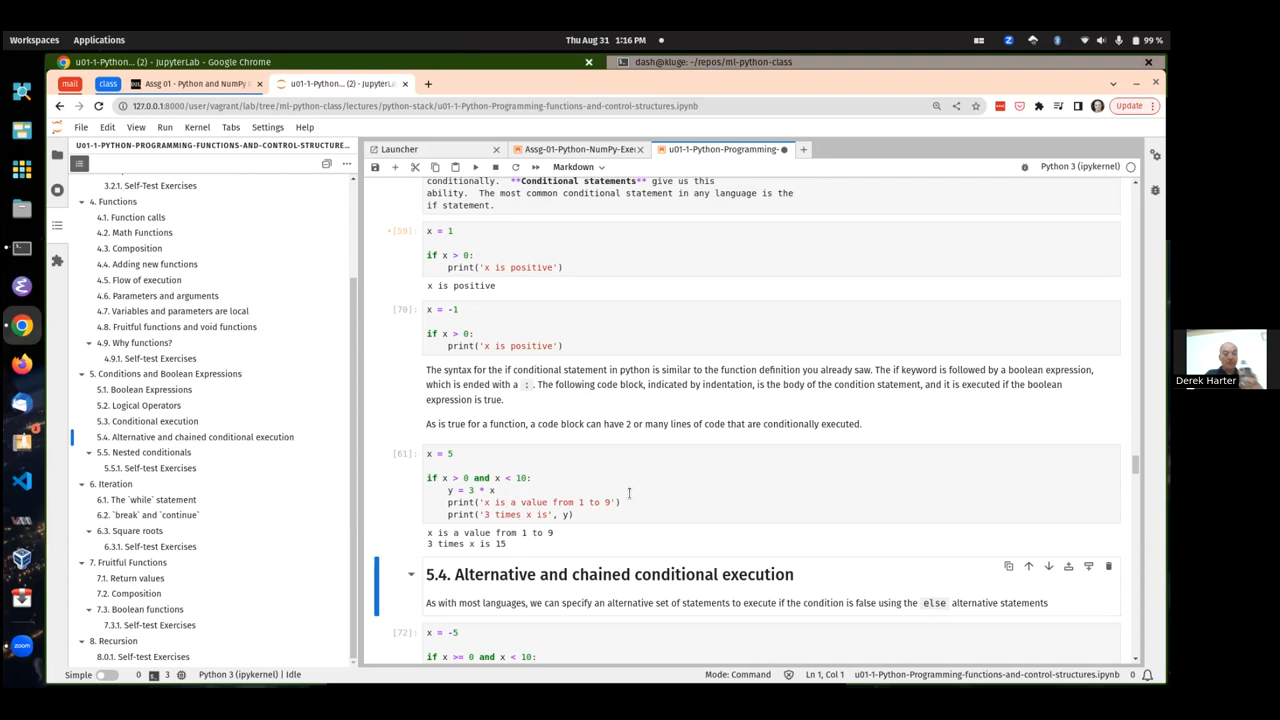 Workspaces
Applications
Thu Aug 31 1:16 PM
99 %
u01-1-Python... (2) - JupyterLab - Google Chrome
dash@kluge: ~/repos/ml-python-class
mail
class
Assg 01 - Python and NumPy
u01-1-Python... (2) - JupyterL
127.0.0.1:8000/user/vagrant/lab/tree/ml-python-class/lectures/python-stack/u01-1-Python-Programming-functions-and-control-structures.ipynb
Update
File
Edit
View
Run
Kernel
Tabs
Settings
Help
U01-1-PYTHON-PROGRAMMING-FUNCTIONS-AND-CONTROL-STRUCTURE...
3.2.1. Self-Test Exercises
4. Functions
4.1. Function calls
4.2. Math Functions
4.3. Composition
4.4. Adding new functions
4.5. Flow of execution
4.6. Parameters and arguments
4.7. Variables and parameters are local
4.8. Fruitful functions and void functions
4.9. Why functions?
4.9.1. Self-test Exercises
5. Conditions and Boolean Expressions
5.1. Boolean Expressions
5.2. Logical Operators
5.3. Conditional execution
5.4. Alternative and chained conditional execution
5.5. Nested conditionals
5.5.1. Self-test Exercises
6. Iteration
6.1. The `while` statement
6.2. `break` and `continue`
6.3. Square roots
6.3.1. Self-test Exercises
7. Fruitful Functions
7.1. Return values
7.2. Composition
7.3. Boolean functions
7.3.1. Self-test Exercises
8. Recursion
8.0.1. Self-test Exercises
Launcher
Assg-01-Python-NumPy-Exe
u01-1-Python-Programming-
Markdown
Python 3 (ipykernel)
conditionally. **Conditional statements** give us this
ability. The most common conditional statement in any language is the
if statement.
[59]:
x = 1
if x > 0:
print('x is positive')
x is positive
[70]:
x = -1
if x > 0:
print('x is positive')
The syntax for the if conditional statement in python is similar to the function definition you already saw. The if keyword is followed by a boolean expression,
which is ended with a : . The following code block, indicated by indentation, is the body of the condition statement, and it is executed if the boolean
expression is true.
As is true for a function, a code block can have 2 or many lines of code that are conditionally executed.
[61]:
x = 5
if x > 0 and x < 10:
y = 3 * x
print('x is a value from 1 to 9')
print('3 times x is', y)
x is a value from 1 to 9
3 times x is 15
5.4. Alternative and chained conditional execution
As with most languages, we can specify an alternative set of statements to execute if the condition is false using the else alternative statements
[72]:
x = -5
if x >= 0 and x < 10:
Derek Harter
Simple
0
3
Python 3 (ipykernel) | Idle
Mode: Command
Ln 1, Col 1
u01-1-Python-Programming-functions-and-control-structures.ipynb
0
zoom